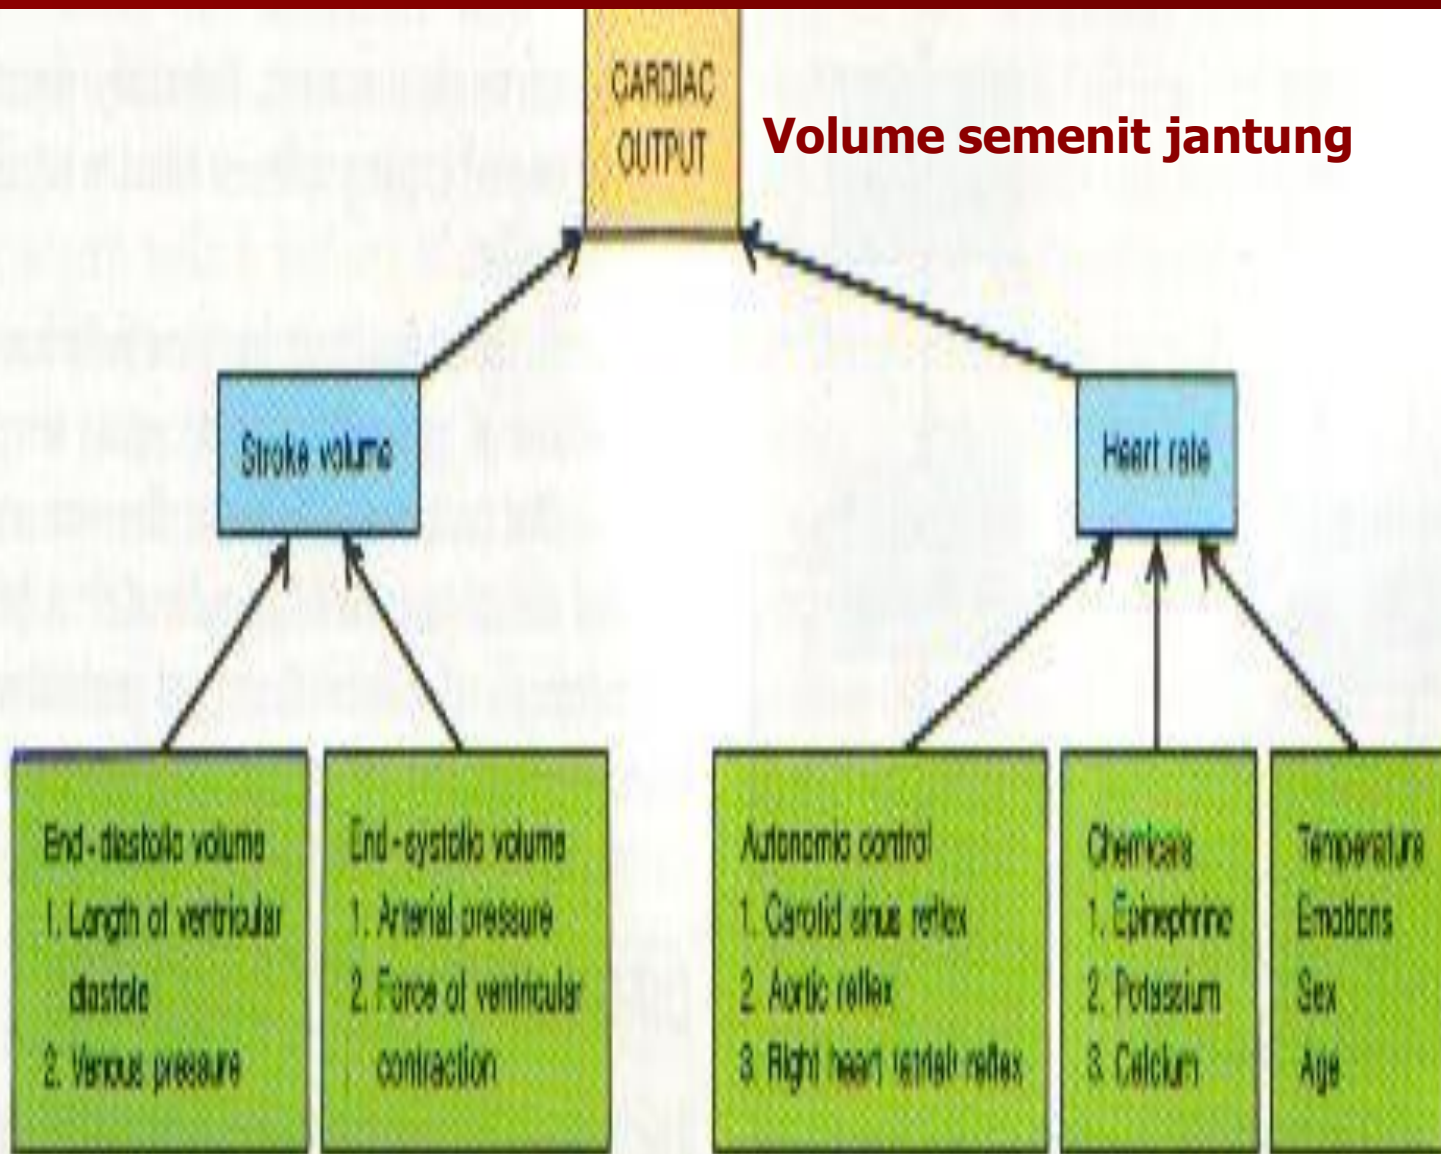 CARDIAC
OUTPUT
Volume semenit jantung
Stroke volume
Heart rate
End-diastolic volume
1. Length of ventricular
diastole
2. Venous pressure
End-systolic volume
1. Arterial pressure
2. Force of ventricular
contraction
Autonomic control
1. Carotid sinus reflex
2. Aortic reflex
3. Right heart (atrial) reflex
Chemicals
1. Epinephrine
2. Potassium
3. Calcium
Temperature
Emotions
Sex
Age